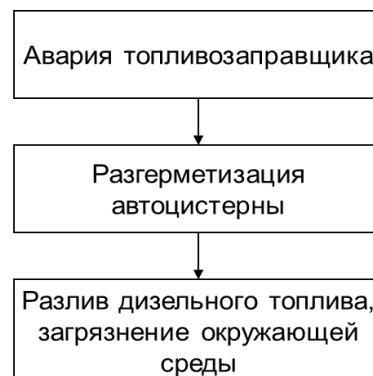 Авария топливозаправщика
Разгерметизация
автоцистерны
Разлив дизельного топлива,
загрязнение окружающей
среды